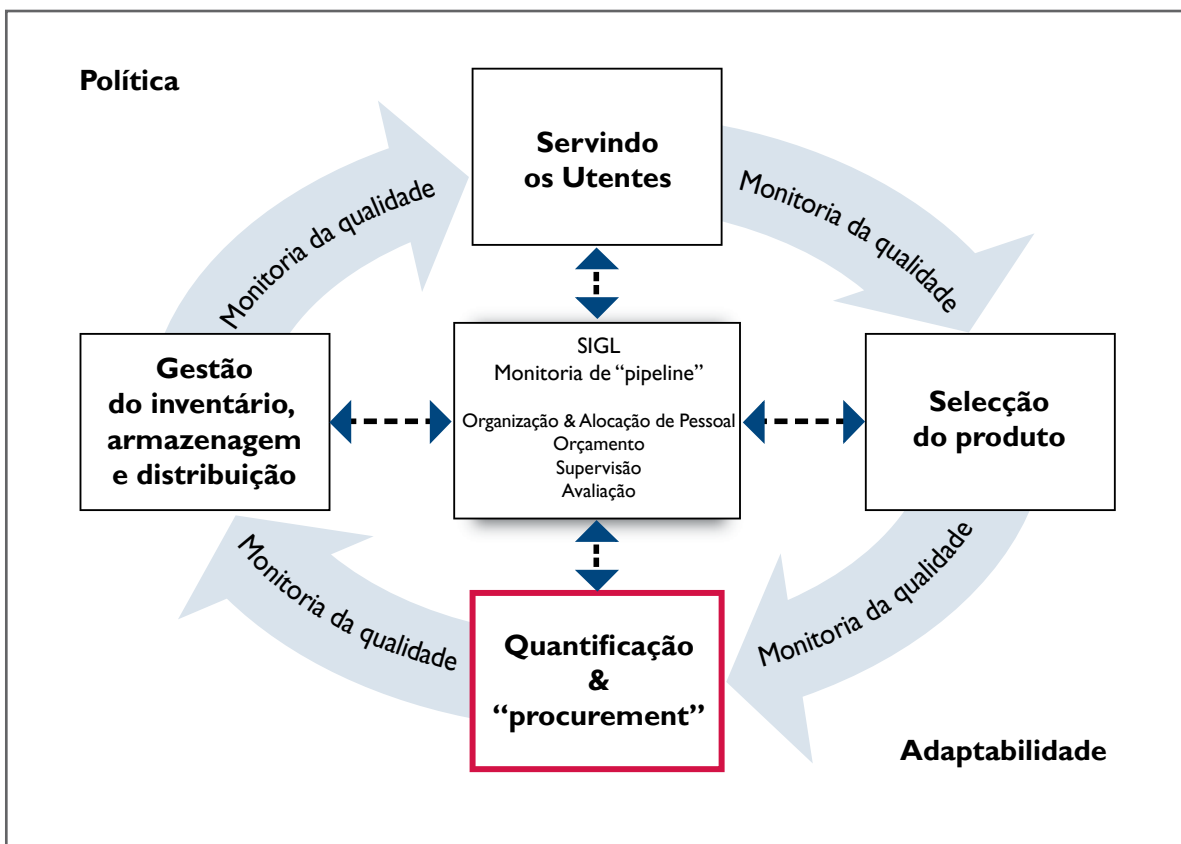 Política
Servindo
os Utentes
Monitoria da qualidade
Monitoria da qualidade
Gestão
do inventário,
armazenagem
e distribuição
SIGL
Monitoria de “pipeline”
Organização & Alocação de Pessoal
Orçamento
Supervisão
Avaliação
Selecção
do produto
Monitoria da qualidade
Monitoria da qualidade
Quantificação
&
“procurement”
Adaptabilidade